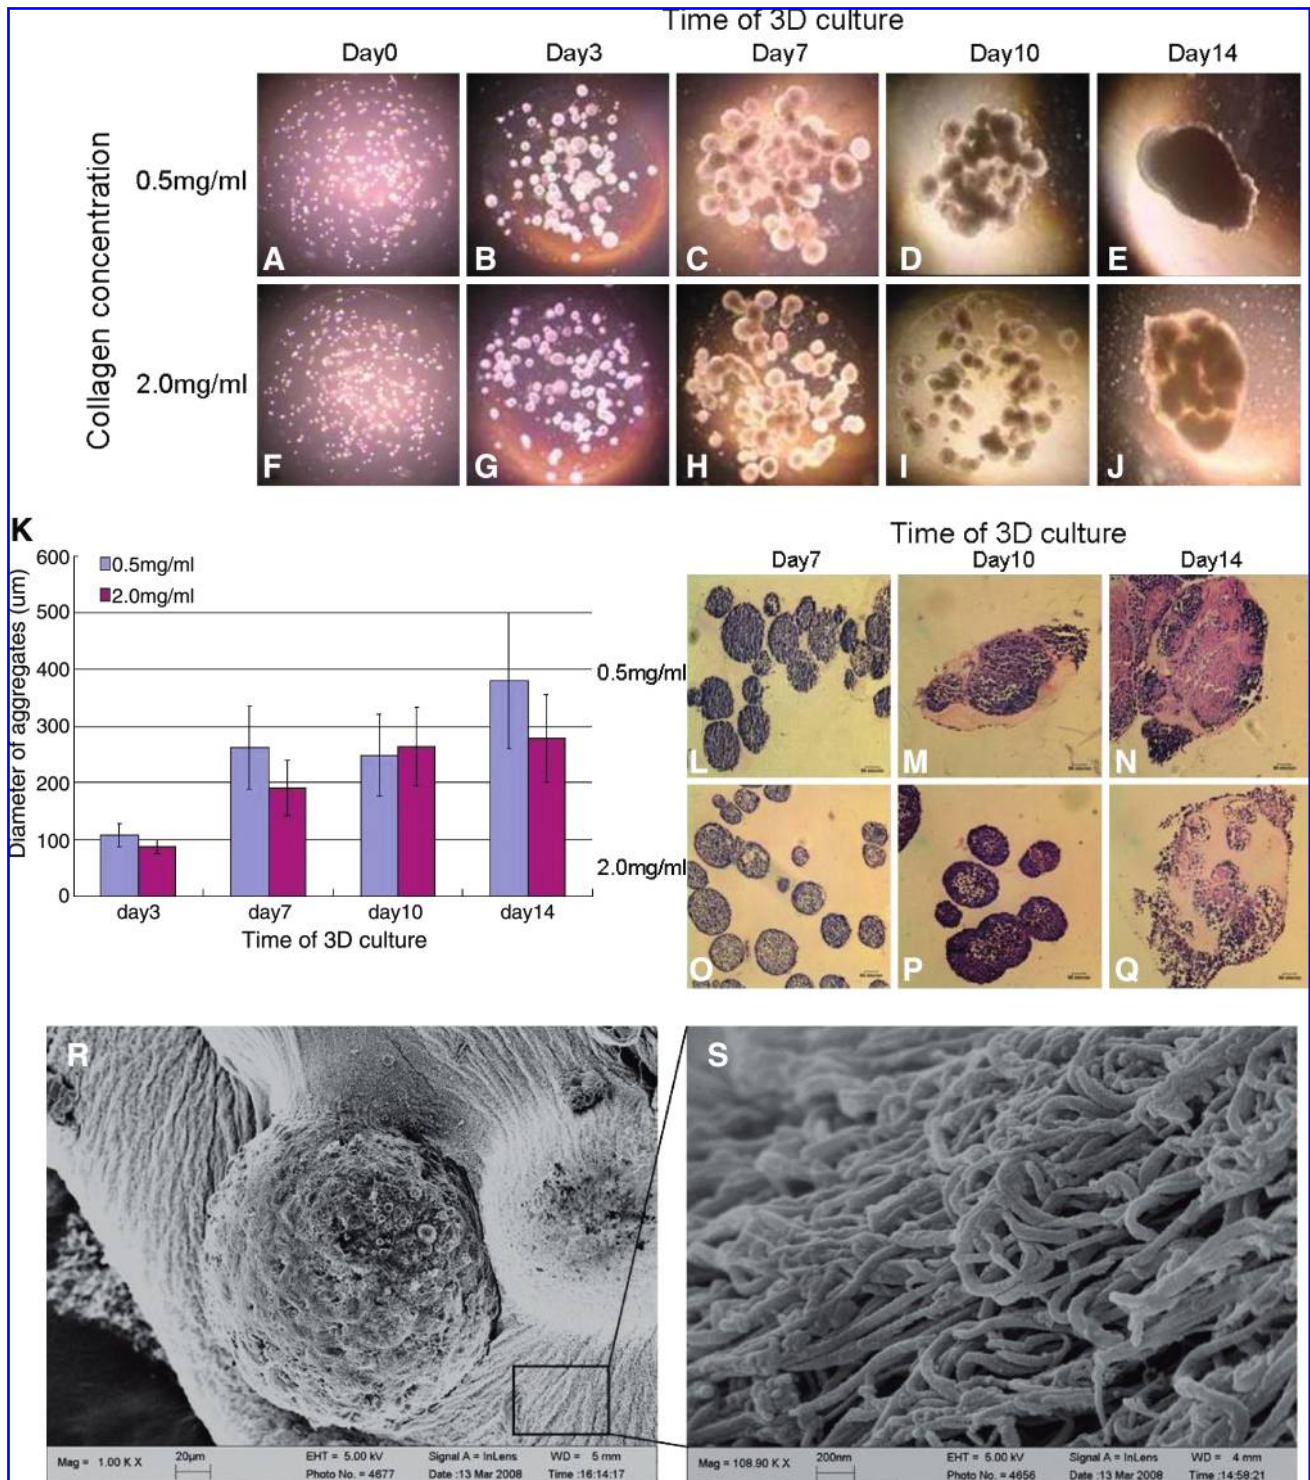 Time of 3D culture
Day0 Day3 Day7 Day10 Day14
Collagen concentration
0.5mg/ml
A B C D E
2.0mg/ml
F G H I J
K
600
500
400
300
200
100
0
Diameter of aggregates (um)
0.5mg/ml
2.0mg/ml
day3 day7 day10 day14
Time of 3D culture
Time of 3D culture
Day7 Day10 Day14
0.5mg/ml
L M N
2.0mg/ml
O P Q
R
Mag = 1.00 K X
20µm
EHT = 5.00 kV
Signal A = InLens
WD = 5 mm
Photo No. = 4677
Date :13 Mar 2008
Time :16:14:17
S
Mag = 108.90 K X
200nm
EHT = 5.00 kV
Signal A = InLens
WD = 4 mm
Photo No. = 4656
Date :13 Mar 2008
Time :14:58:21